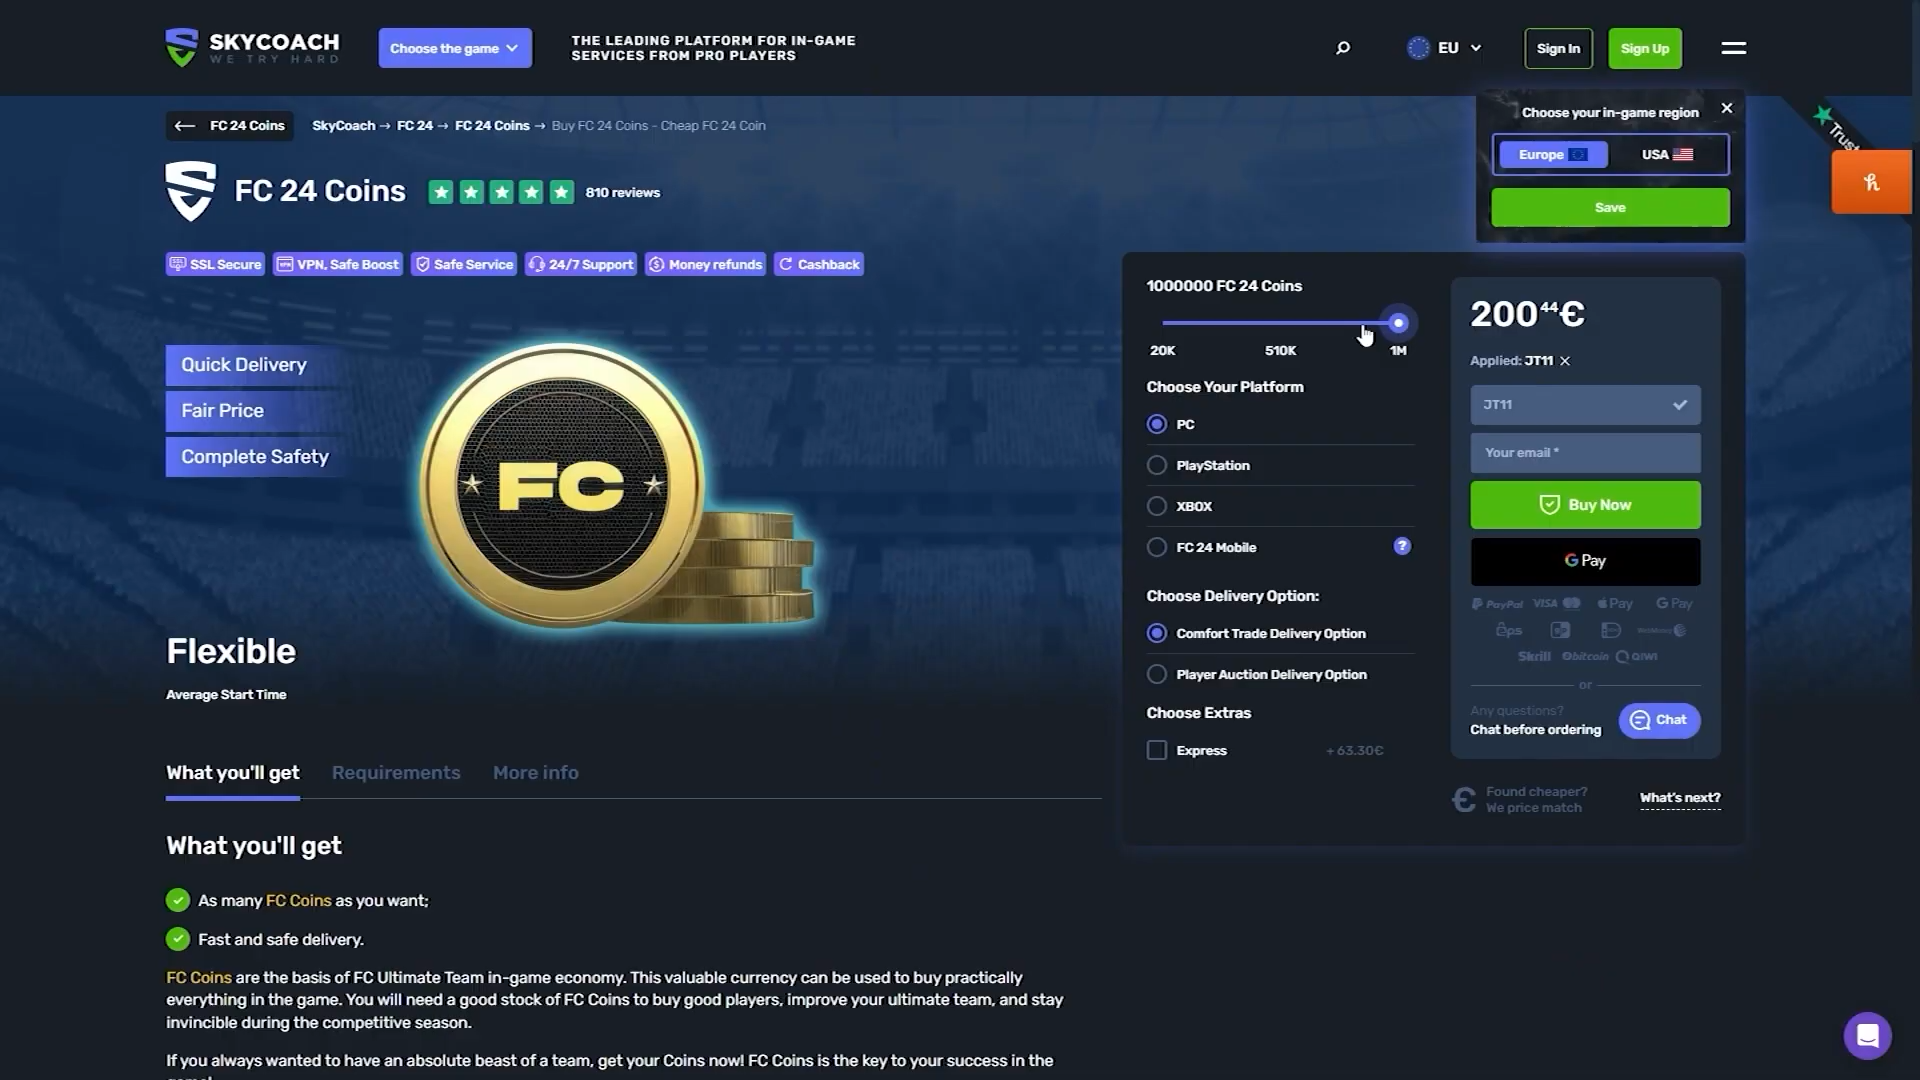 SKYCOACH
WE TRY HARD
Choose the game
THE LEADING PLATFORM FOR IN-GAME
SERVICES FROM PRO PLAYERS
EU
Sign In
Sign Up
FC 24 Coins
SkyCoach → FC 24 → FC 24 Coins → Buy FC 24 Coins - Cheap FC 24 Coin
Choose your in-game region
Europe
USA
Save
Trus
FC 24 Coins
810 reviews
SSL Secure
VPN, Safe Boost
Safe Service
24/7 Support
Money refunds
Cashback
Quick Delivery
Fair Price
Complete Safety
FC
Flexible
Average Start Time
1000000 FC 24 Coins
20K
510K
1M
Choose Your Platform
PC
PlayStation
XBOX
FC 24 Mobile
?
Choose Delivery Option:
Comfort Trade Delivery Option
Player Auction Delivery Option
Choose Extras
Express
+ 63.30€
200 44 €
Applied: JT11
JT11
Your email *
Buy Now
G Pay
PayPal VISA Pay G Pay
eps
WebMoney
Skrill bitcoin QIWI
or
Any questions?
Chat before ordering
Chat
Found cheaper?
We price match
What's next?
What you'll get
Requirements
More info
What you'll get
As many FC Coins as you want;
Fast and safe delivery.
FC Coins are the basis of FC Ultimate Team in-game economy. This valuable currency can be used to buy practically
everything in the game. You will need a good stock of FC Coins to buy good players, improve your ultimate team, and stay
invincible during the competitive season.
If you always wanted to have an absolute beast of a team, get your Coins now! FC Coins is the key to your success in the